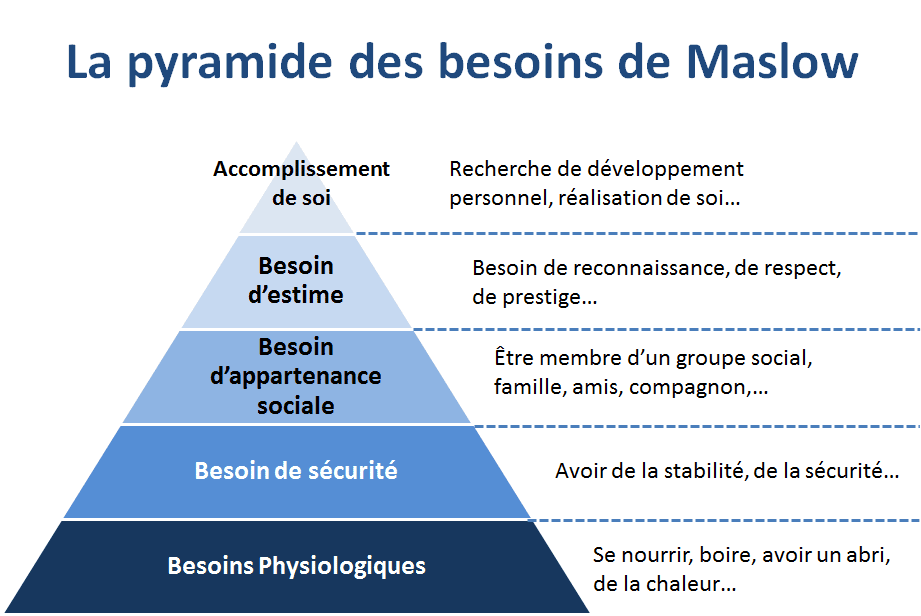 La pyramide des besoins de Maslow
Accomplissement
de soi
Recherche de développement
personnel, réalisation de soi...
Besoin
d’estime
Besoin de reconnaissance, de respect,
de prestige...
Besoin
d’appartenance
sociale
Être membre d’un groupe social,
famille, amis, compagnon,...
Besoin de sécurité
Avoir de la stabilité, de la sécurité...
Besoins Physiologiques
Se nourrir, boire, avoir un abri,
de la chaleur...